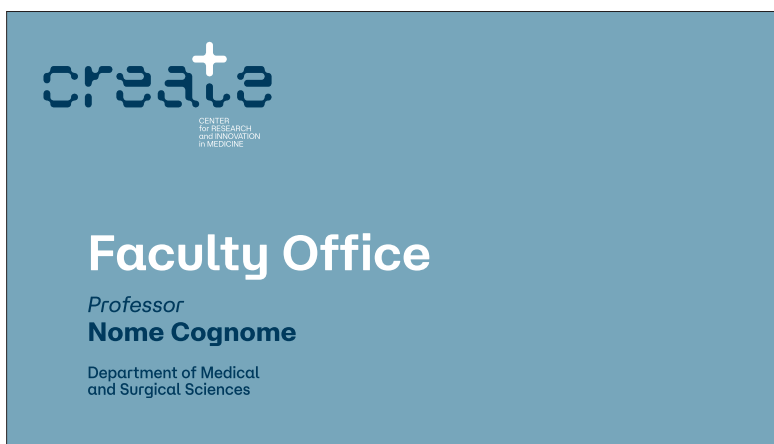 create
CENTER
for RESEARCH
and INNOVATION
in MEDICINE
Faculty Office
Professor
Nome Cognome
Department of Medical
and Surgical Sciences